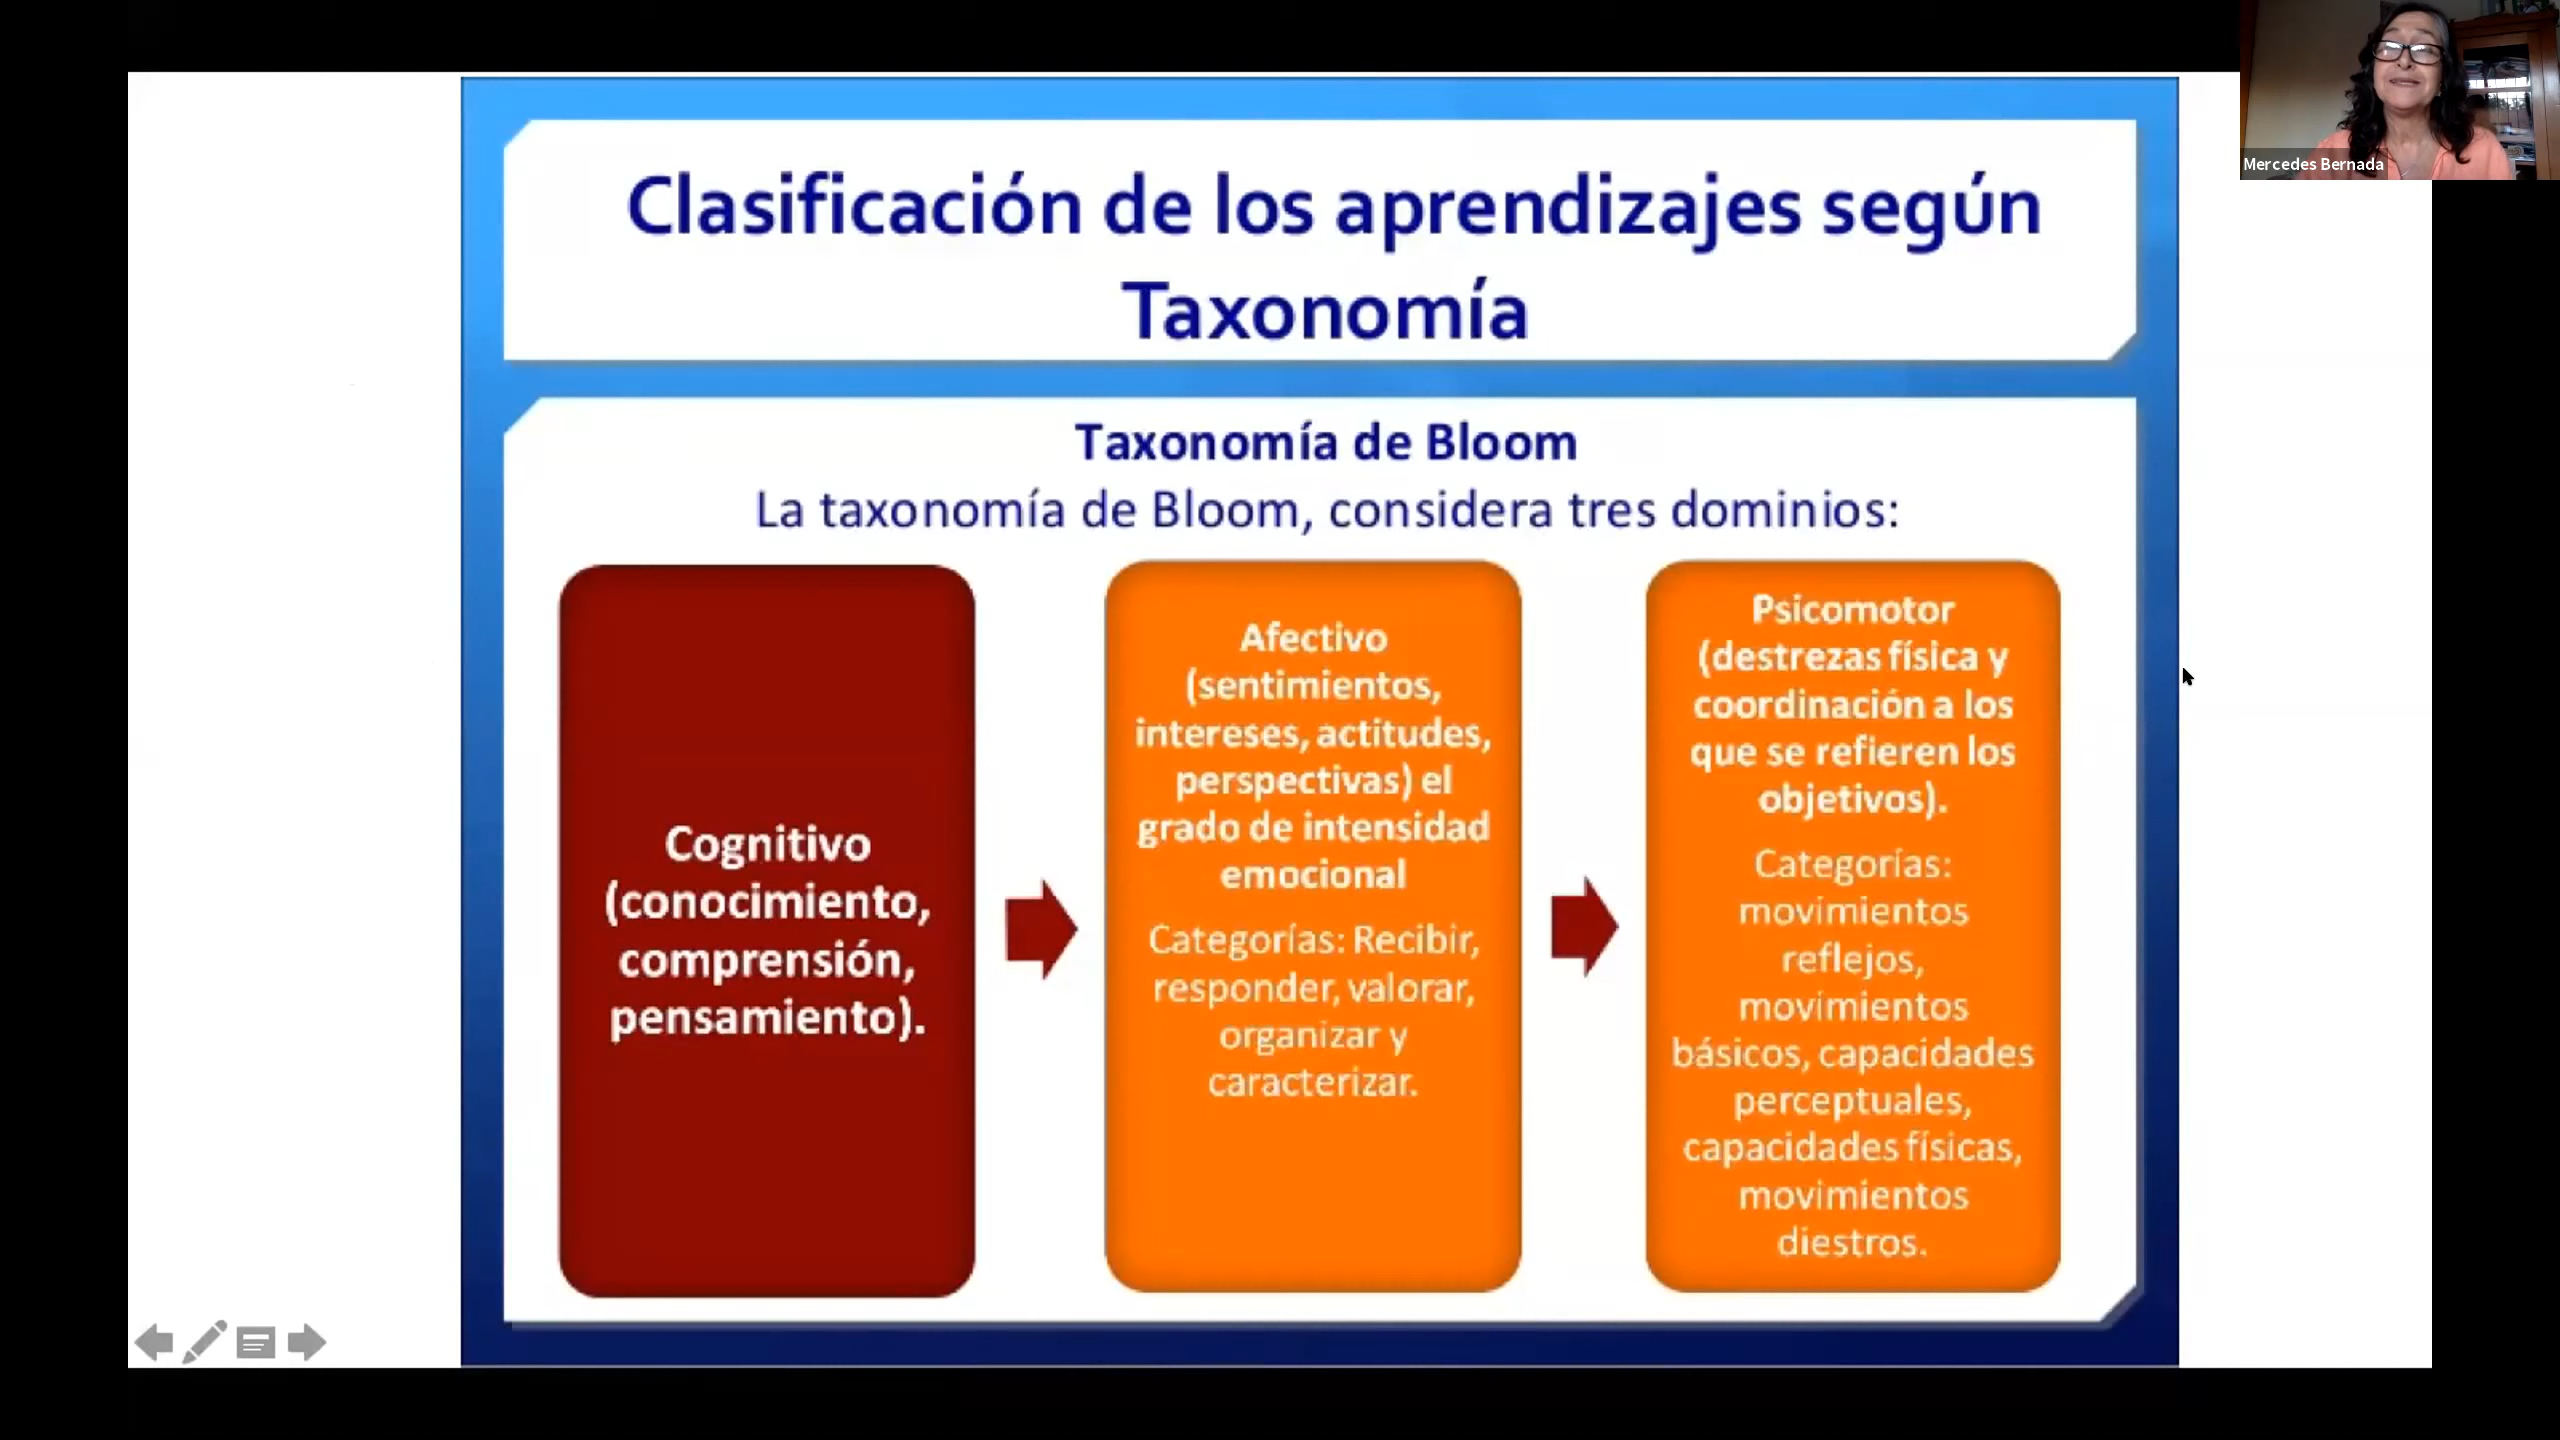 Mercedes Bernada
Clasificación de los aprendizajes según
Taxonomía
Taxonomía de Bloom
La taxonomía de Bloom, considera tres dominios:
Cognitivo
(conocimiento,
comprensión,
pensamiento).
Afectivo
(sentimientos,
intereses, actitudes,
perspectivas) el
grado de intensidad
emocional
Categorías: Recibir,
responder, valorar,
organizar y
caracterizar.
Psicomotor
(destrezas física y
coordinación a los
que se refieren los
objetivos).
Categorías:
movimientos
reflejos,
movimientos
básicos, capacidades
perceptuales,
capacidades físicas,
movimientos
diestros.